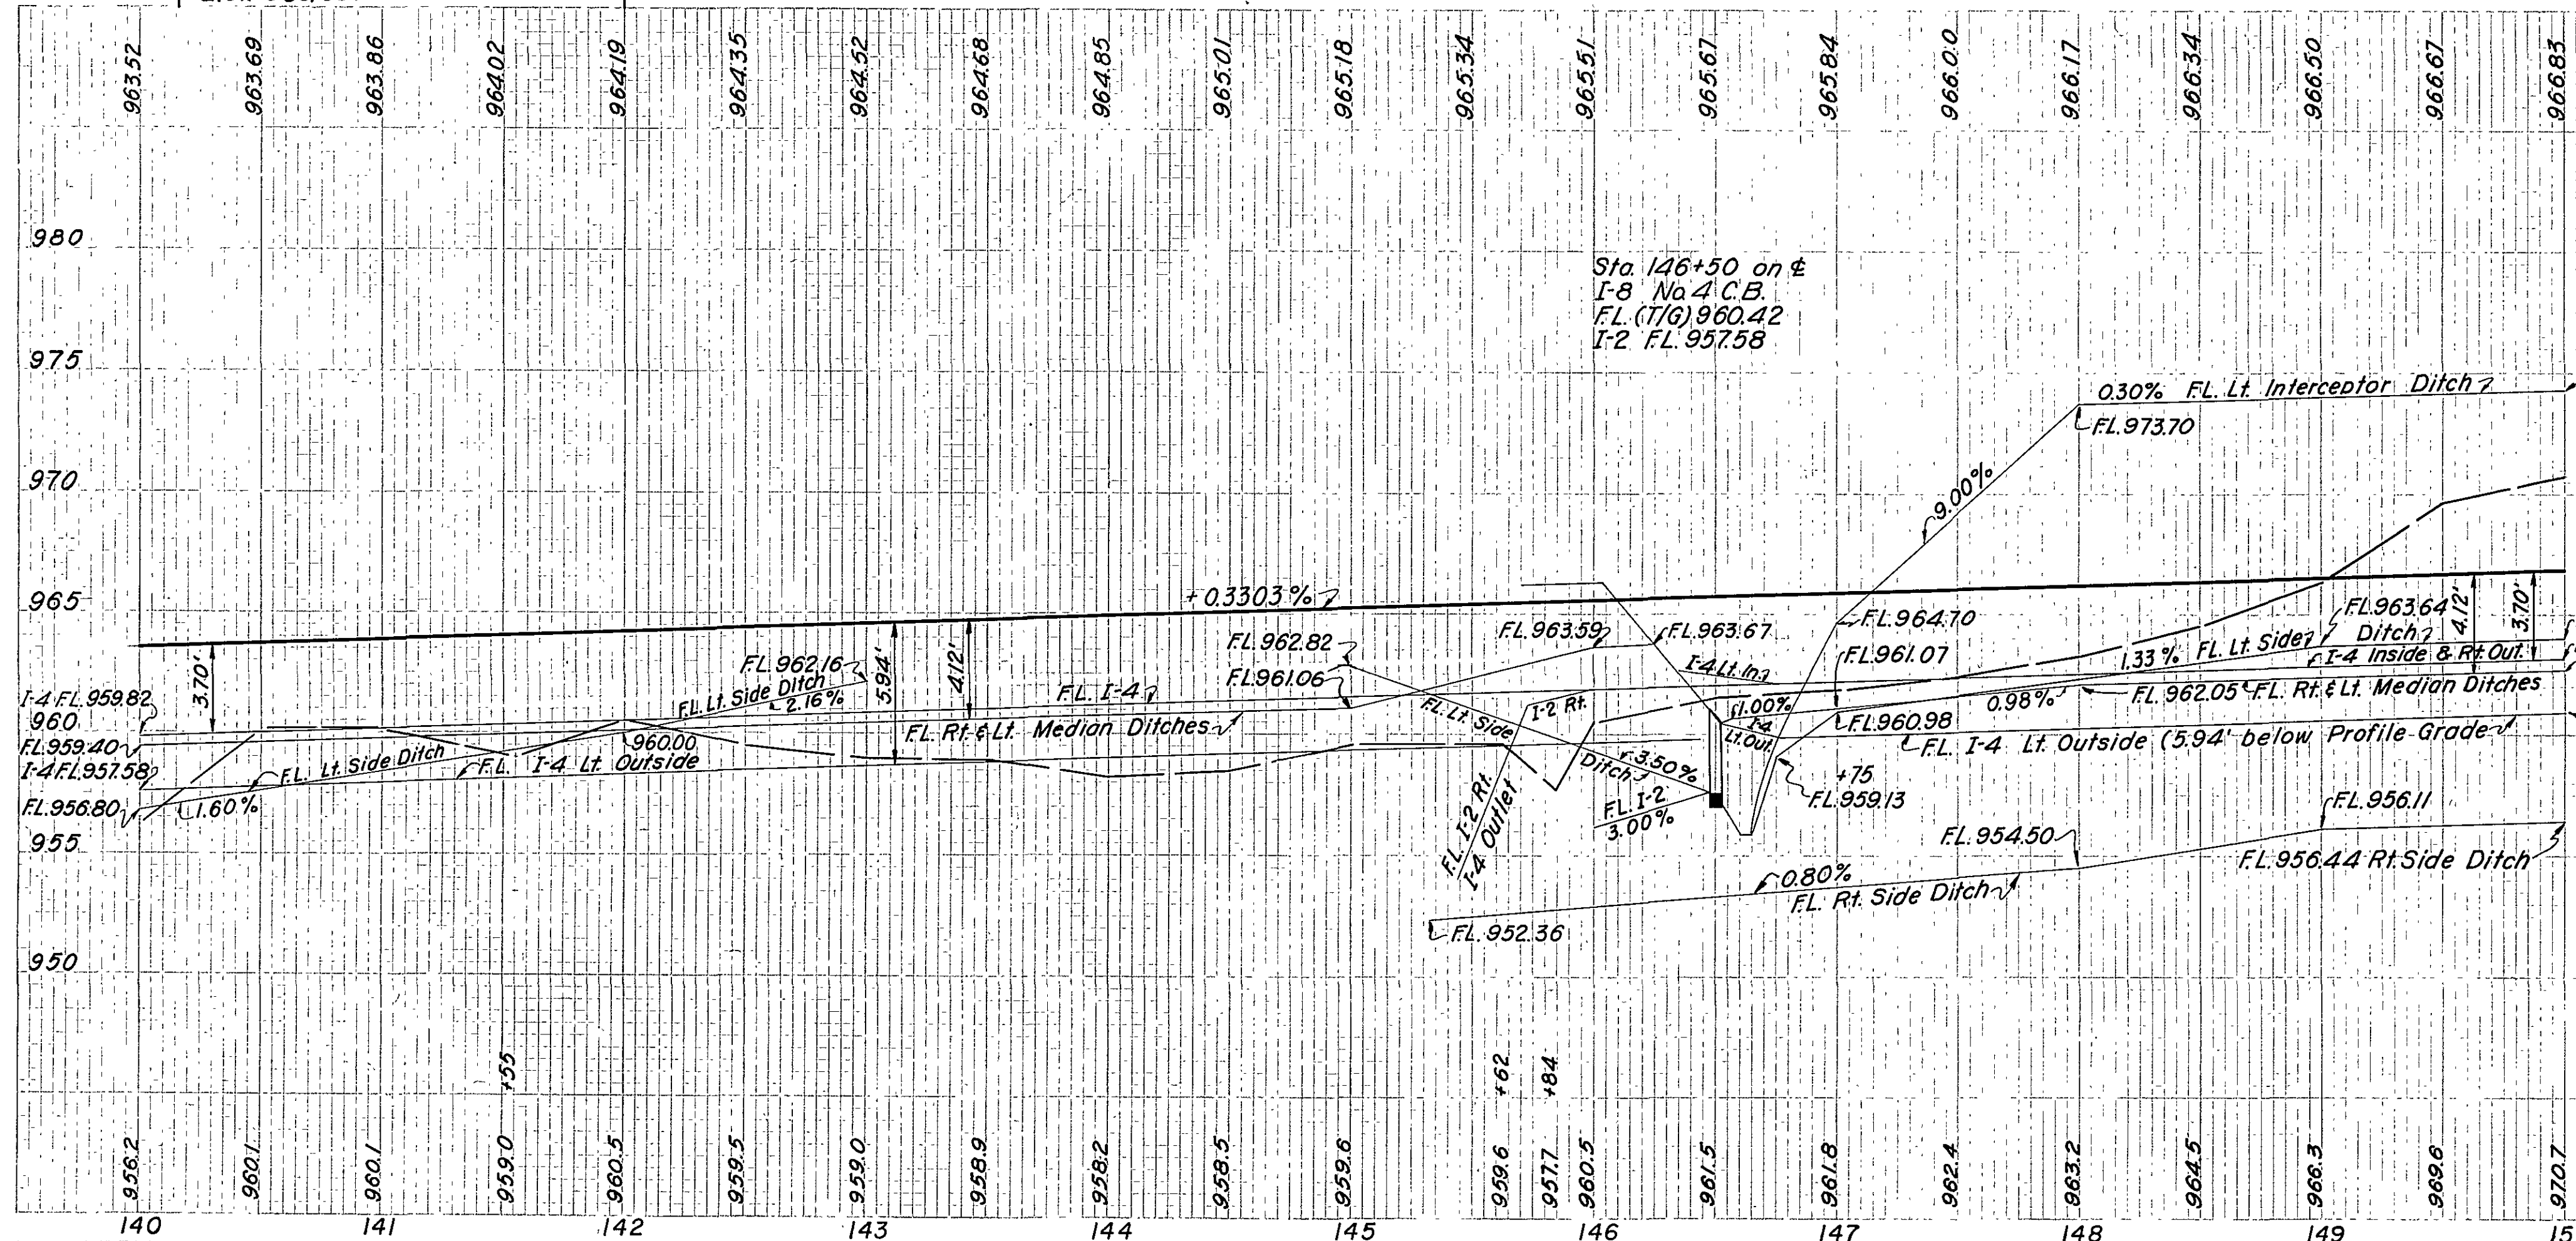 963.52
963.69
963.86
964.02
964.19
964.35
964.52
964.68
964.85
965.01
965.18
965.34
965.51
965.67
965.84
966.00
966.17
966.34
966.50
966.67
966.83
980
975
970
965
960
955
950
Sta. 146+50 on ℄
I-8 No. 4 C.B.
F.L. (T/G) 960.42
I-2 F.L. 957.58
0.30% F.L. Lt. Interceptor Ditch
F.L. 973.70
9.00%
+ 0.3303 %
3.70'
5.94'
4.12'
I-4 F.L. 959.82
F.L. 959.40
I-4 F.L. 957.58
F.L. 956.80
1.60%
F.L. Lt. Side Ditch
F.L. I-4 Lt. Outside
960.00
F.L. 962.16
F.L. Lt. Side Ditch
2.16%
F.L. I-4
F.L. Rt. & Lt. Median Ditches
F.L. 962.82
F.L. 961.06
F.L. 963.59
F.L. 963.67
I-4 Lt. In.
I-2 Rt.
F.L. Lt. Side
Ditch
3.50%
F.L. I-2 Rt.
I-4 Outlet
F.L. I-2
3.00%
1.00%
I-4
Lt. Out.
F.L. 964.70
F.L. 961.07
F.L. 960.98
+75
F.L. 959.13
0.98%
1.33% F.L. Lt. Side
Ditch
F.L. 963.64
4.12'
3.70'
I-4 Inside & Rt. Out.
F.L. 962.05
F.L. Rt. & Lt. Median Ditches
F.L. I-4 Lt. Outside (5.94' below Profile Grade
F.L. 956.11
F.L. 954.50
F.L. 956.44 Rt. Side Ditch
0.80%
F.L. Rt. Side Ditch
F.L. 952.36
+55
+62
+84
956.2
960.1
960.1
959.0
960.5
959.5
959.0
958.9
958.2
958.5
959.6
959.6
957.7
960.5
961.5
961.8
962.4
963.2
964.5
966.3
969.6
970.7
140
141
142
143
144
145
146
147
148
149
15